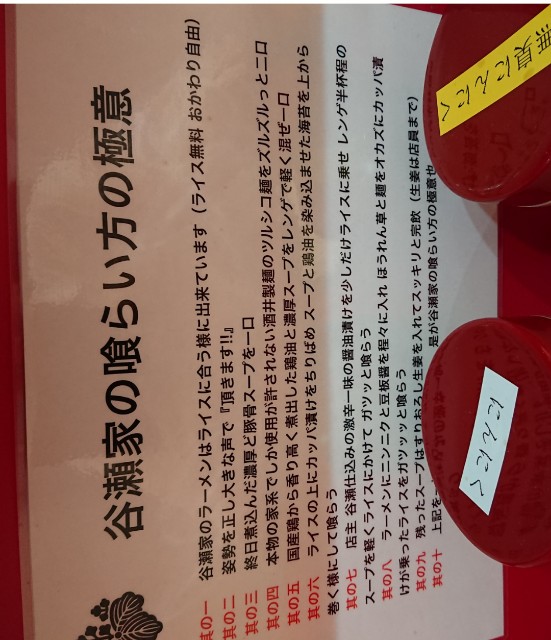 谷瀬家の喰らい方の極意
其の一 谷瀬家のラーメンはライスに合う様に出来ています（ライス無料 おかわり自由）
其の二 姿勢を正し大きな声で『頂きます!!』
其の三 終日煮込んだ濃厚ど豚骨スープを一口
其の四 本物の家系でしか使用が許されない酒井製麺のツルシコ麺をズルズルっと二口
其の五 国産鶏から香り高く煮出した鶏油と濃厚スープをレンゲで軽く混ぜ一口
其の六 ライスの上にカッパ漬けをちりばめ スープと鶏油を染み込ませた海苔を上から
巻く様にして喰らう
其の七 店主 谷瀬仕込みの激辛一味の醤油漬けを少しだけライスに乗せ レンゲ半杯程の
スープを軽くライスにかけて ガツッと喰らう
其の八 ラーメンにニンニクと豆板醤を程々に入れ ほうれん草と麺をオカズにカッパ漬
けが乗ったライスをガツッッと喰らう
其の九 残ったスープはすりおろし生姜を入れてスッキリと完飲（生姜は店員まで）
其の十 上記を 是が谷瀬家の喰らい方の極意也
無臭にんにく
にんにく